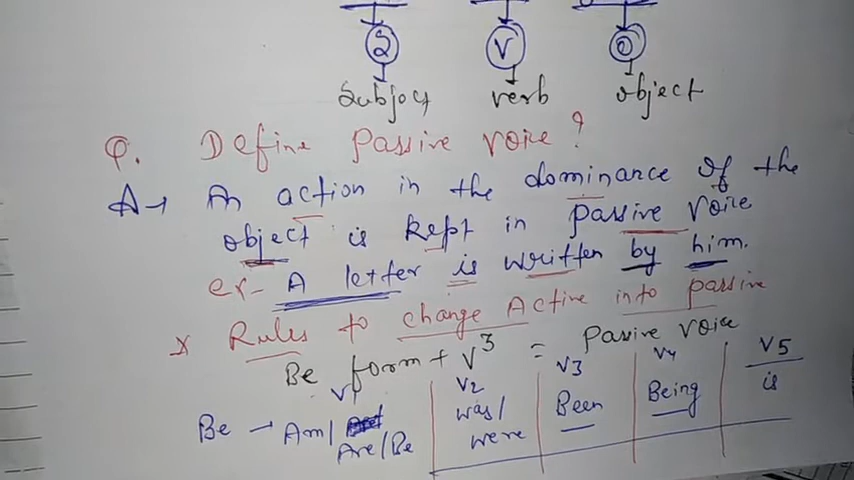 S V O
Subject verb object
Q. Define Passive Voice ?
A→ An action in the dominance of the
object is kept in passive voice
ex- A letter is written by him.
* Rules to change Active into passive
Be form + V3 = Passive voice
V1 V2 V3 V4 V5
Be → Am/ Are/Be was/ were Been Being is